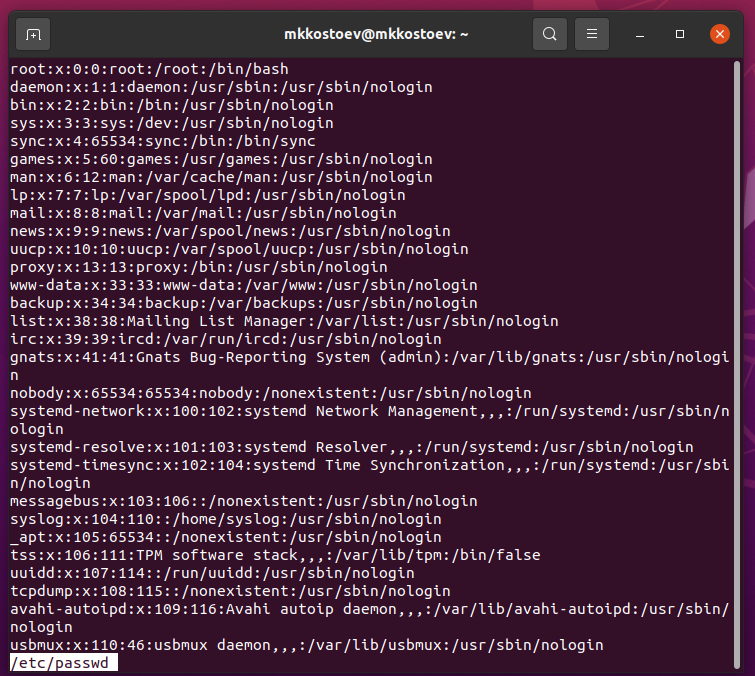 mkkostoev@mkkostoev: ~
root:x:0:0:root:/root:/bin/bash
daemon:x:1:1:daemon:/usr/sbin:/usr/sbin/nologin
bin:x:2:2:bin:/bin:/usr/sbin/nologin
sys:x:3:3:sys:/dev:/usr/sbin/nologin
sync:x:4:65534:sync:/bin:/bin/sync
games:x:5:60:games:/usr/games:/usr/sbin/nologin
man:x:6:12:man:/var/cache/man:/usr/sbin/nologin
lp:x:7:7:lp:/var/spool/lpd:/usr/sbin/nologin
mail:x:8:8:mail:/var/mail:/usr/sbin/nologin
news:x:9:9:news:/var/spool/news:/usr/sbin/nologin
uucp:x:10:10:uucp:/var/spool/uucp:/usr/sbin/nologin
proxy:x:13:13:proxy:/bin:/usr/sbin/nologin
www-data:x:33:33:www-data:/var/www:/usr/sbin/nologin
backup:x:34:34:backup:/var/backups:/usr/sbin/nologin
list:x:38:38:Mailing List Manager:/var/list:/usr/sbin/nologin
irc:x:39:39:ircd:/var/run/ircd:/usr/sbin/nologin
gnats:x:41:41:Gnats Bug-Reporting System (admin):/var/lib/gnats:/usr/sbin/nologi
n
nobody:x:65534:65534:nobody:/nonexistent:/usr/sbin/nologin
systemd-network:x:100:102:systemd Network Management,,,:/run/systemd:/usr/sbin/n
ologin
systemd-resolve:x:101:103:systemd Resolver,,,:/run/systemd:/usr/sbin/nologin
systemd-timesync:x:102:104:systemd Time Synchronization,,,:/run/systemd:/usr/sbi
n/nologin
messagebus:x:103:106::/nonexistent:/usr/sbin/nologin
syslog:x:104:110::/home/syslog:/usr/sbin/nologin
_apt:x:105:65534::/nonexistent:/usr/sbin/nologin
tss:x:106:111:TPM software stack,,,:/var/lib/tpm:/bin/false
uuidd:x:107:114::/run/uuidd:/usr/sbin/nologin
tcpdump:x:108:115::/nonexistent:/usr/sbin/nologin
avahi-autoipd:x:109:116:Avahi autoip daemon,,,:/var/lib/avahi-autoipd:/usr/sbin/
nologin
usbmux:x:110:46:usbmux daemon,,,:/var/lib/usbmux:/usr/sbin/nologin
/etc/passwd